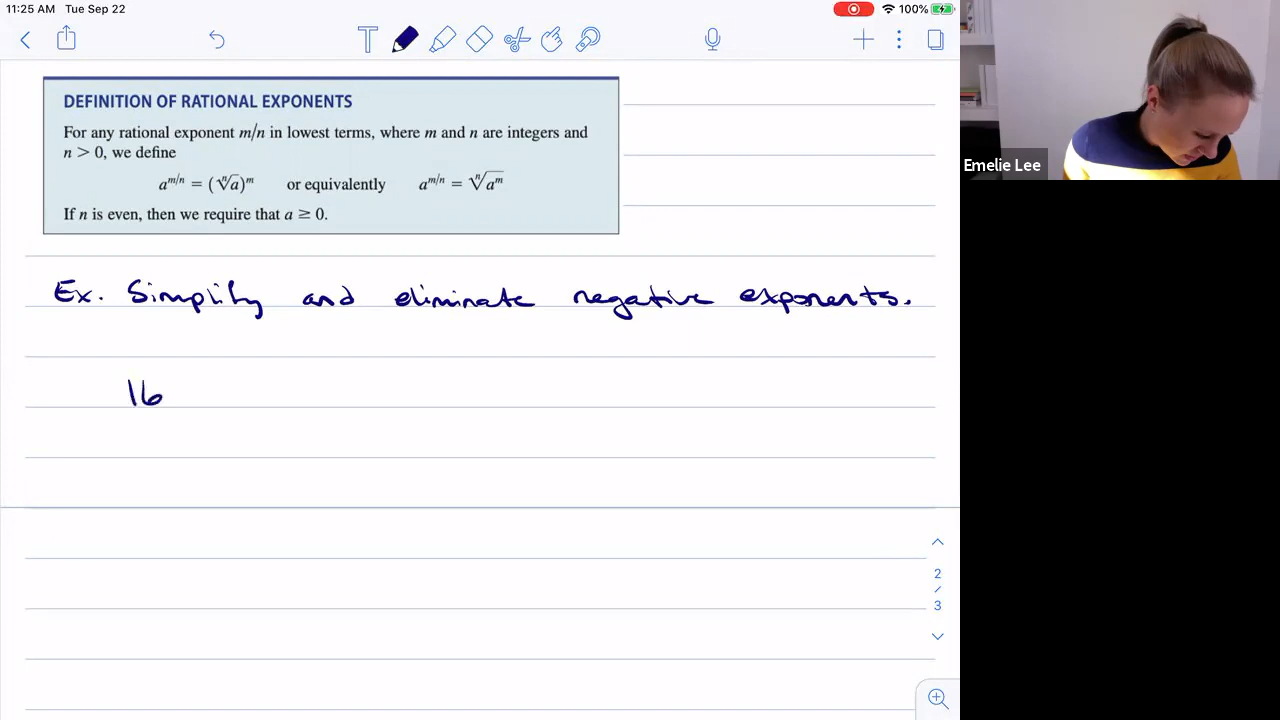 11:25 AM Tue Sep 22
100%
DEFINITION OF RATIONAL EXPONENTS
For any rational exponent m/n in lowest terms, where m and n are integers and
n > 0, we define
a^{m/n} = (ⁿ√a)^m or equivalently a^{m/n} = ⁿ√a^m
If n is even, then we require that a ≥ 0.
Emelie Lee
Ex. Simplify and eliminate negative exponents.
16
2
/
3